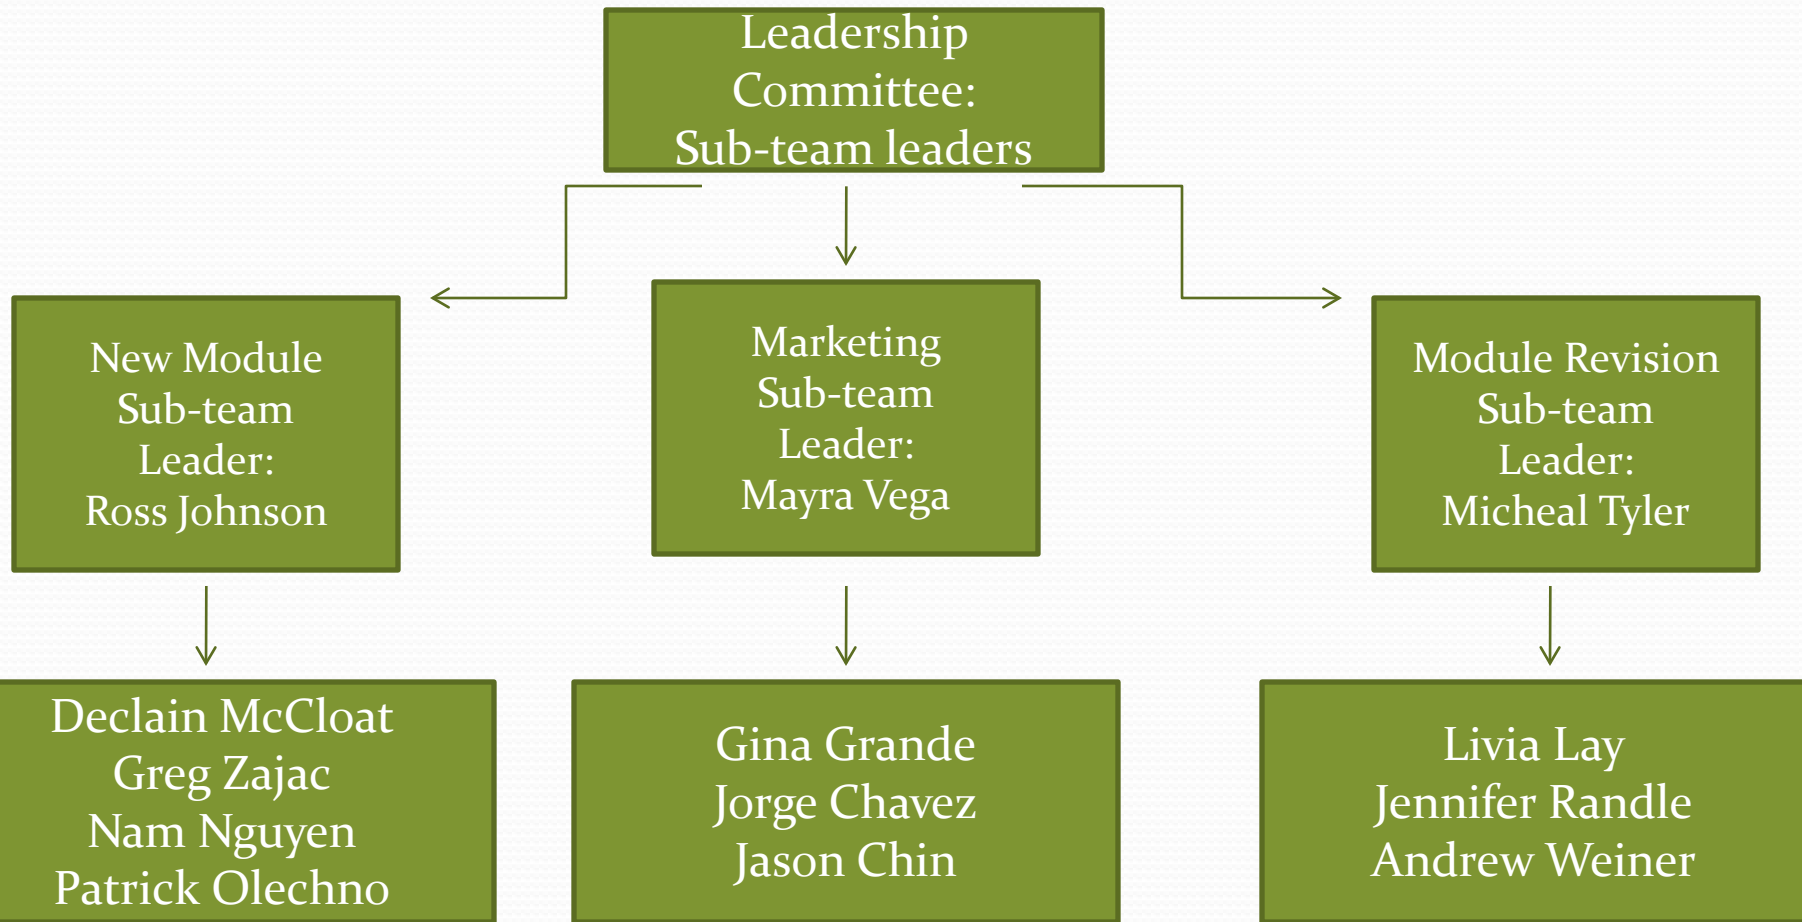 Leadership
Committee:
Sub-team leaders
New Module
Sub-team
Leader:
Ross Johnson
Marketing
Sub-team
Leader:
Mayra Vega
Module Revision
Sub-team
Leader:
Micheal Tyler
Declain McCloat
Greg Zajac
Nam Nguyen
Patrick Olechno
Gina Grande
Jorge Chavez
Jason Chin
Livia Lay
Jennifer Randle
Andrew Weiner